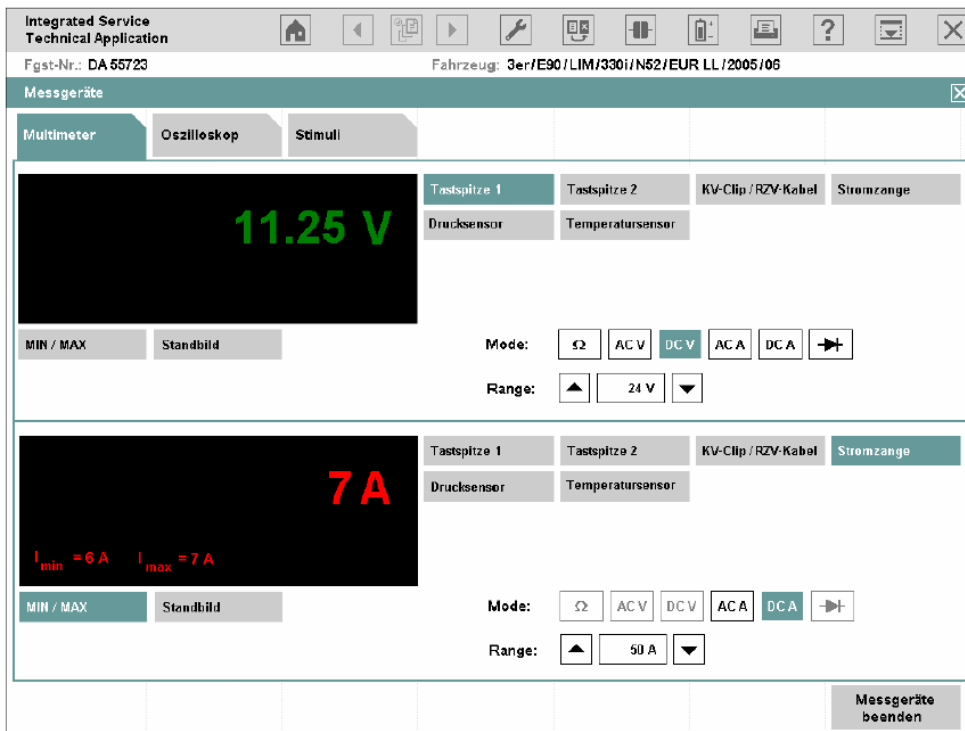 Integrated Service
Technical Application
?
Fgst-Nr.: DA 55723
Fahrzeug: 3er/E90/LIM/330i/N52/EUR LL/2005/06
Messgeräte
Multimeter
Oszilloskop
Stimuli
11.25 V
Tastspitze 1
Tastspitze 2
KV-Clip / RZV-Kabel
Stromzange
Drucksensor
Temperatursensor
MIN / MAX
Standbild
Mode:
Ω
AC V
DC V
AC A
DC A
Range:
24 V
7 A
I min = 6 A
I max = 7 A
Tastspitze 1
Tastspitze 2
KV-Clip / RZV-Kabel
Stromzange
Drucksensor
Temperatursensor
MIN / MAX
Standbild
Mode:
Ω
AC V
DC V
AC A
DC A
Range:
50 A
Messgeräte
beenden